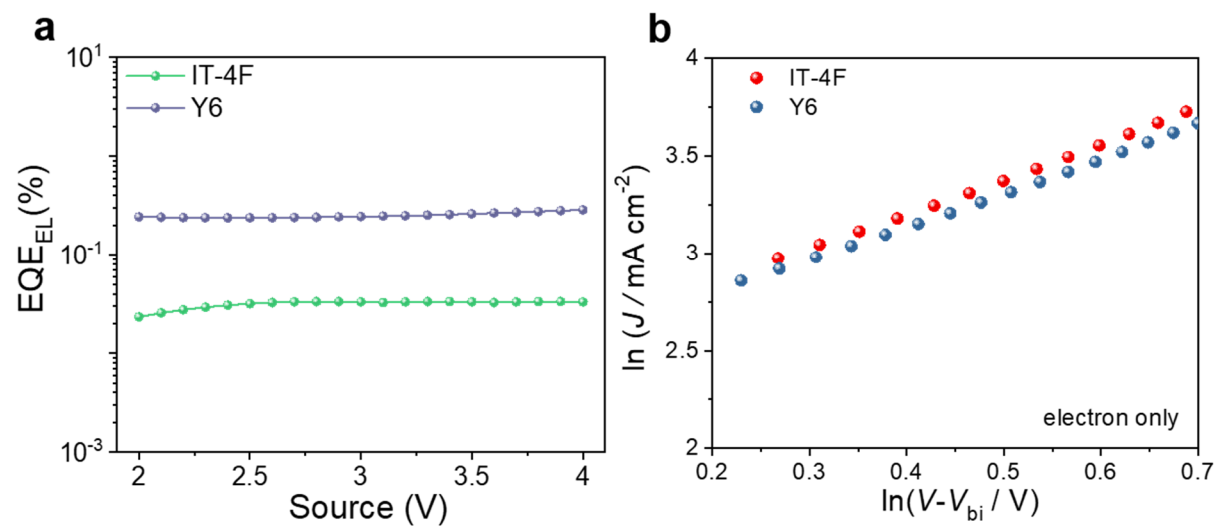 a
10¹
10⁻¹
10⁻³
EQE_EL(%)
IT-4F
Y6
2
2.5
3
3.5
4
Source (V)
b
4
3.5
3
2.5
2
ln (J / mA cm⁻²)
IT-4F
Y6
electron only
0.2
0.3
0.4
0.5
0.6
0.7
ln(V-V_bi / V)